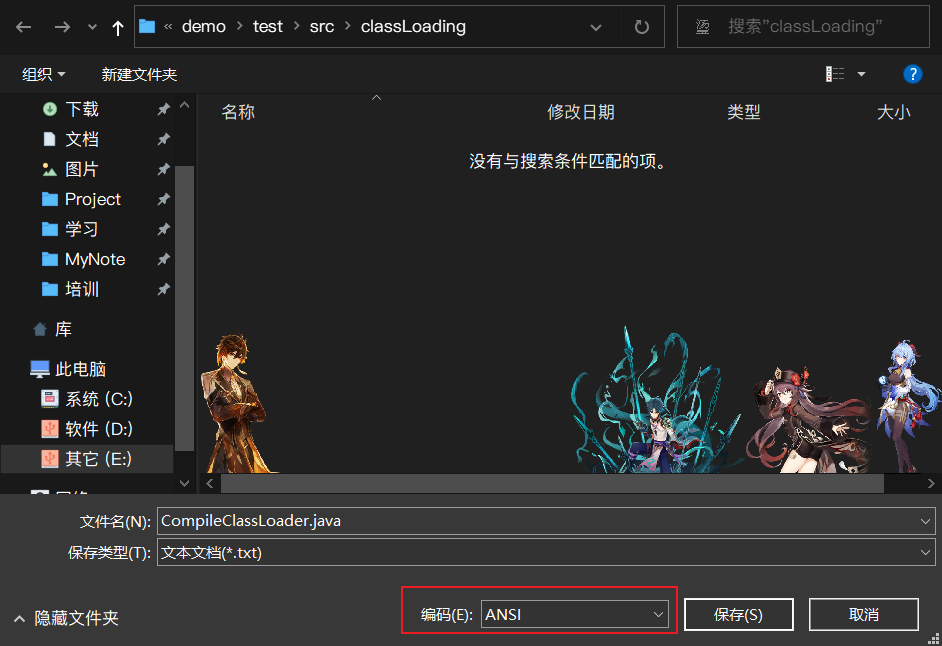 « demo › test › src › classLoading
搜索"classLoading"
组织 新建文件夹
?
名称 修改日期 类型 大小
没有与搜索条件匹配的项。
下载
文档
图片
Project
学习
MyNote
培训
库
此电脑
系统 (C:)
软件 (D:)
其它 (E:)
文件名(N): CompileClassLoader.java
保存类型(T): 文本文档(*.txt)
隐藏文件夹
编码(E): ANSI
保存(S)
取消